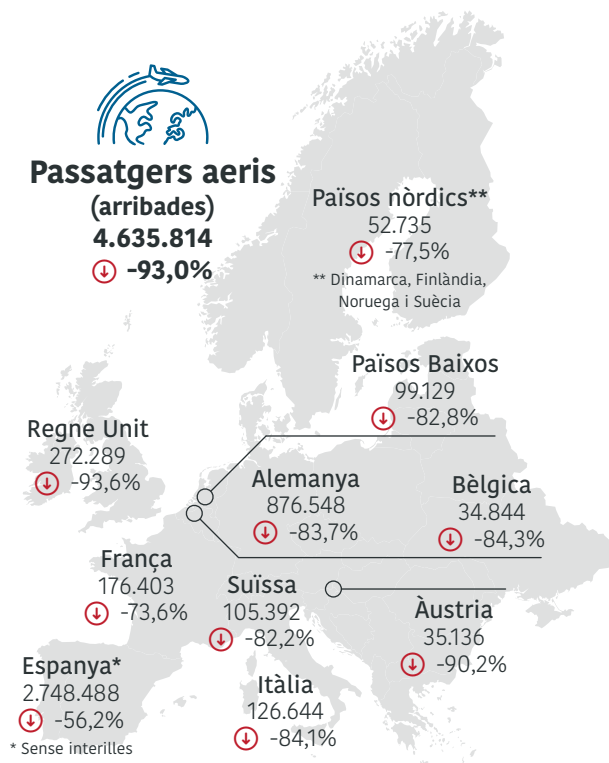 Passatgers aeris
(arribades)
4.635.814
-93,0%
Països nòrdics**
52.735
-77,5%
** Dinamarca, Finlàndia,
Noruega i Suècia
Països Baixos
99.129
-82,8%
Regne Unit
272.289
-93,6%
Alemanya
876.548
-83,7%
Bèlgica
34.844
-84,3%
França
176.403
-73,6%
Suïssa
105.392
-82,2%
Àustria
35.136
-90,2%
Espanya*
2.748.488
-56,2%
* Sense interilles
Itàlia
126.644
-84,1%